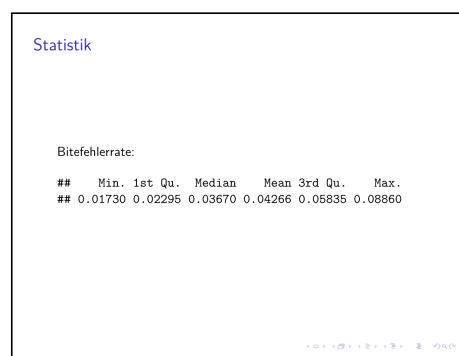 Statistik
Bitefehlerrate:
## Min. 1st Qu. Median Mean 3rd Qu. Max.
## 0.01730 0.02295 0.03670 0.04266 0.05835 0.08860